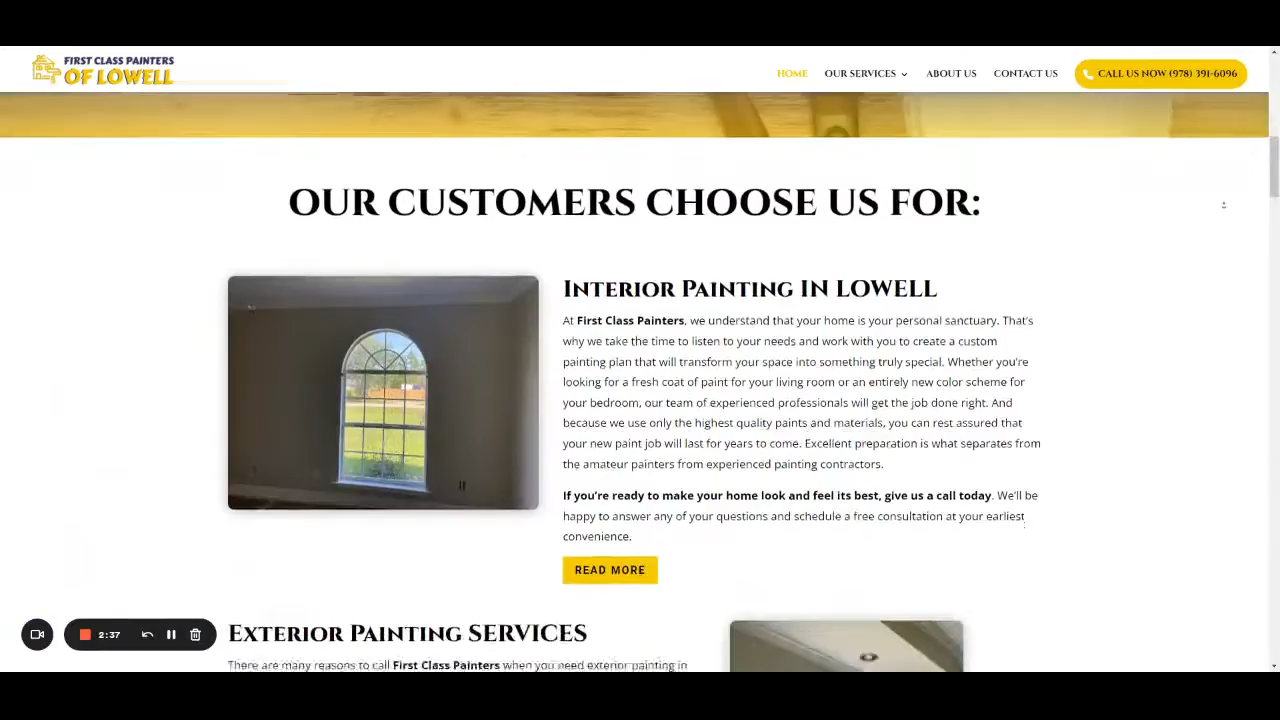 FIRST CLASS PAINTERS
OF LOWELL
HOME
OUR SERVICES
ABOUT US
CONTACT US
CALL US NOW (978) 391-6096
OUR CUSTOMERS CHOOSE US FOR:
Interior Painting IN LOWELL
At First Class Painters, we understand that your home is your personal sanctuary. That's
why we take the time to listen to your needs and work with you to create a custom
painting plan that will transform your space into something truly special. Whether you're
looking for a fresh coat of paint for your living room or an entirely new color scheme for
your bedroom, our team of experienced professionals will get the job done right. And
because we use only the highest quality paints and materials, you can rest assured that
your new paint job will last for years to come. Excellent preparation is what separates from
the amateur painters from experienced painting contractors.
If you're ready to make your home look and feel its best, give us a call today. We'll be
happy to answer any of your questions and schedule a free consultation at your earliest
convenience.
READ MORE
2:37
Exterior Painting SERVICES
There are many reasons to call First Class Painters when you need exterior painting in